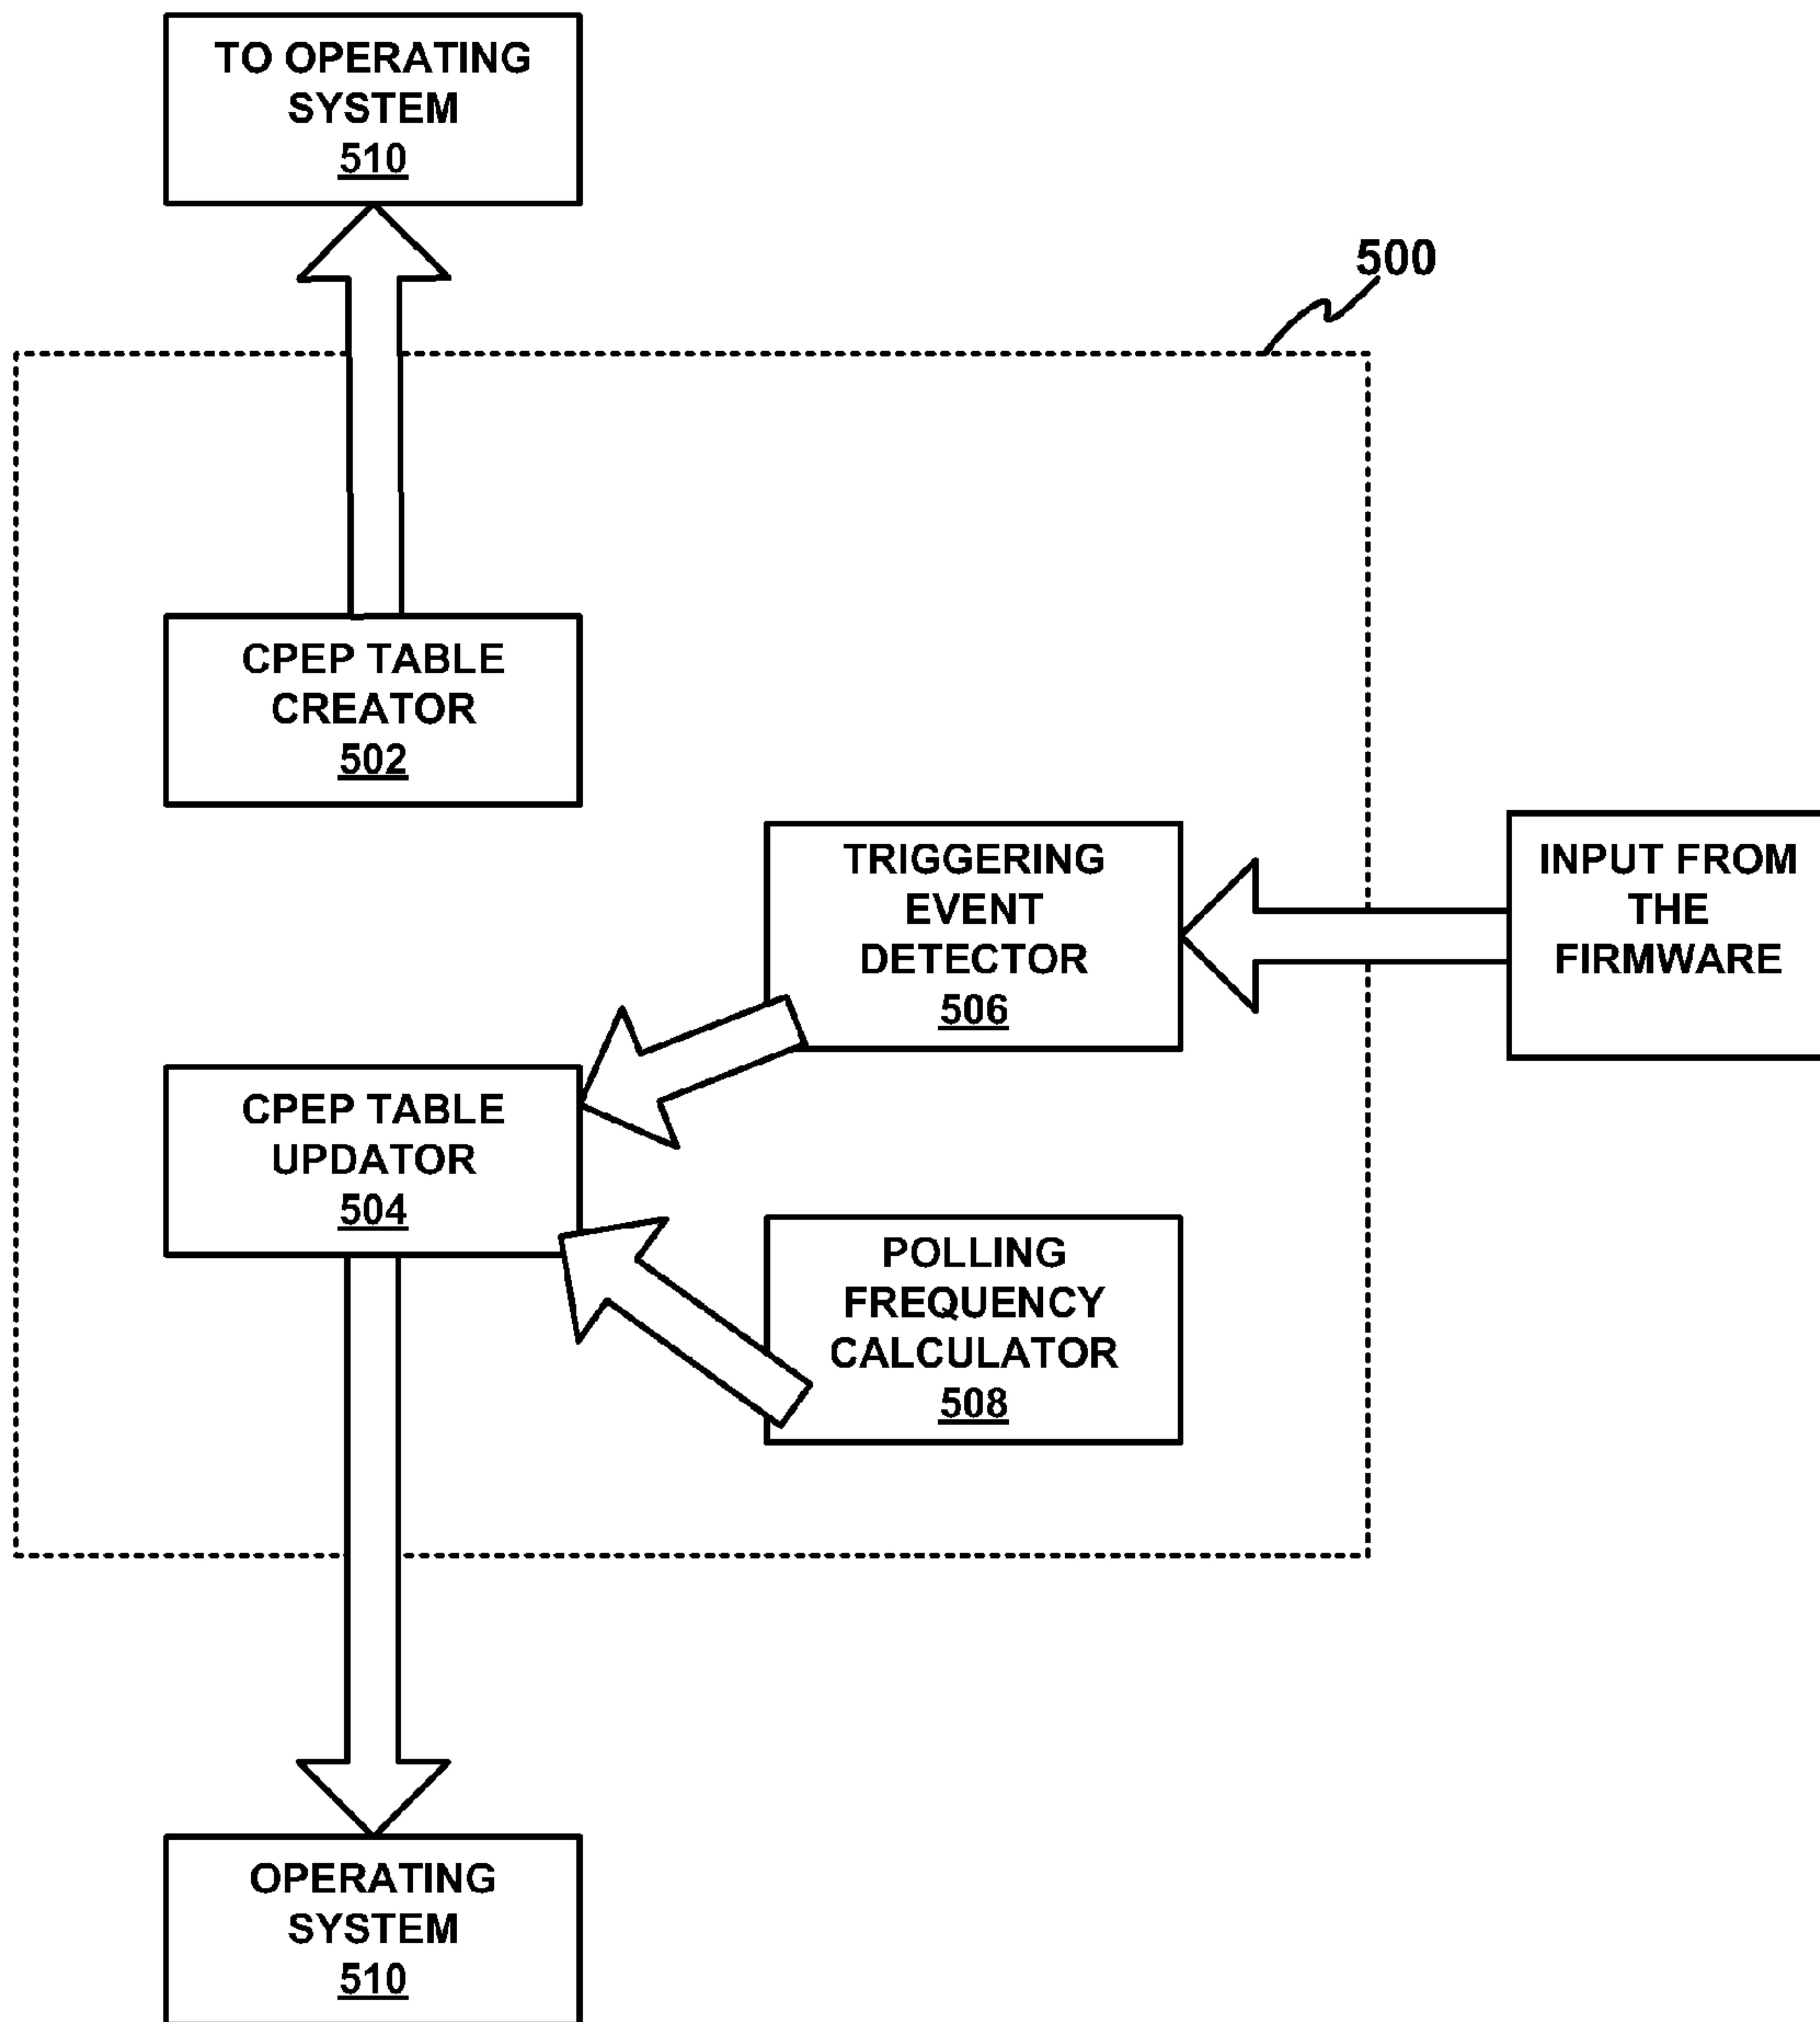 TO OPERATING
SYSTEM
510
500
CPEP TABLE
CREATOR
502
TRIGGERING
EVENT
DETECTOR
506
INPUT FROM
THE
FIRMWARE
CPEP TABLE
UPDATOR
504
POLLING
FREQUENCY
CALCULATOR
508
OPERATING
SYSTEM
510